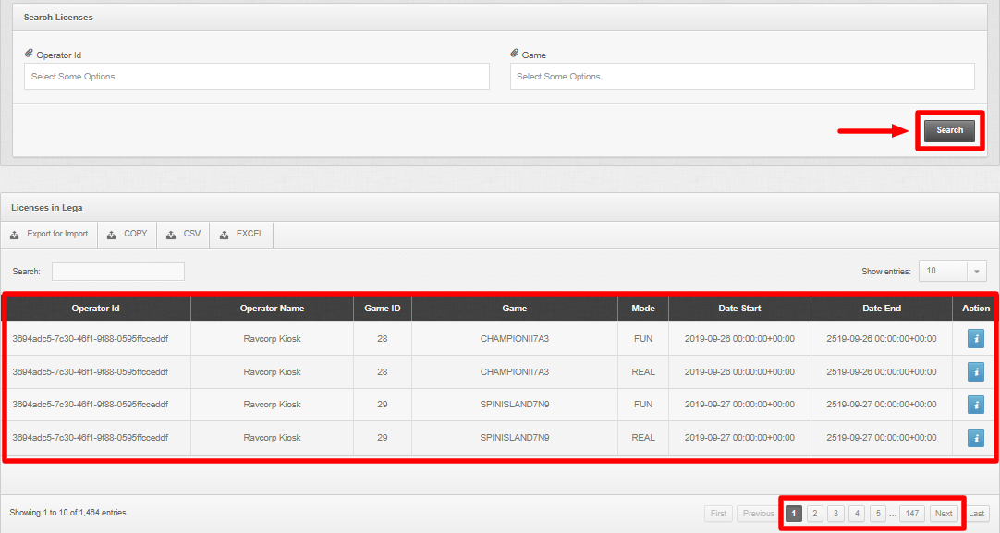 Search Licenses
Operator Id Game
Select Some Options Select Some Options
Search
Licenses in Lega
Export for Import COPY CSV EXCEL
Search: Show entries: 10
Operator Id Operator Name Game ID Game Mode Date Start Date End Action
3694adc5-7c30-46f1-9f88-0595ffcceddf Ravcorp Kiosk 28 CHAMPIONII7A3 FUN 2019-09-26 00:00:00+00:00 2519-09-26 00:00:00+00:00 i
3694adc5-7c30-46f1-9f88-0595ffcceddf Ravcorp Kiosk 28 CHAMPIONII7A3 REAL 2019-09-26 00:00:00+00:00 2519-09-26 00:00:00+00:00 i
3694adc5-7c30-46f1-9f88-0595ffcceddf Ravcorp Kiosk 29 SPINISLAND7N9 FUN 2019-09-27 00:00:00+00:00 2519-09-27 00:00:00+00:00 i
3694adc5-7c30-46f1-9f88-0595ffcceddf Ravcorp Kiosk 29 SPINISLAND7N9 REAL 2019-09-27 00:00:00+00:00 2519-09-27 00:00:00+00:00 i
Showing 1 to 10 of 1,464 entries First Previous 1 2 3 4 5 ... 147 Next Last